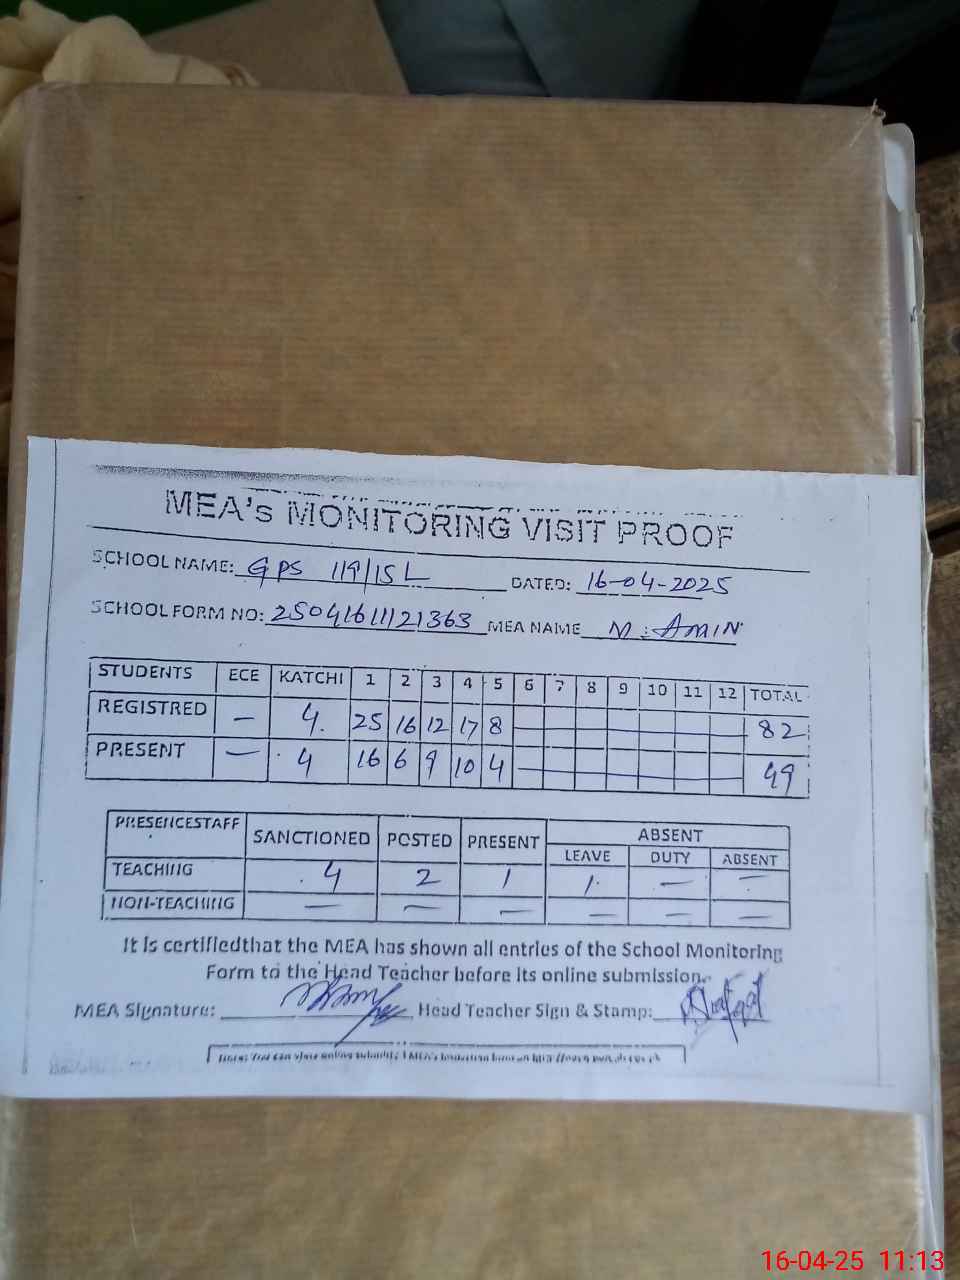 MEA's MONITORING VISIT PROOF
SCHOOL NAME: GPS 119/15L DATED: 16-04-2025
SCHOOL FORM NO: 25041611121363 MEA NAME M. AMIN
STUDENTS ECE KATCHI 1 2 3 4 5 6 7 8 9 10 11 12 TOTAL
REGISTRED — 4 25 16 12 17 8 82
PRESENT — 4 16 6 9 10 4 49
PRESENCESTAFF SANCTIONED POSTED PRESENT ABSENT
LEAVE DUTY ABSENT
TEACHING 4 2 1 1 — —
NON-TEACHING — — — — — —
It is certifiedthat the MEA has shown all entries of the School Monitoring
Form to the Head Teacher before its online submission.
MEA Signature: Head Teacher Sign & Stamp:
16-04-25 11:13